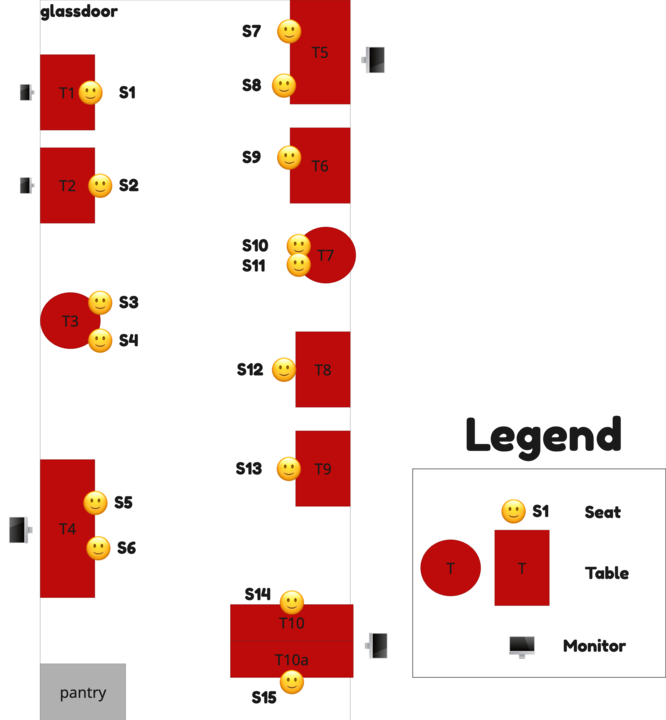 glassdoor
T1
S1
T2
S2
T3
S3
S4
T4
S5
S6
pantry
S7
T5
S8
S9
T6
S10
T7
S11
S12
T8
S13
T9
S14
T10
T10a
S15
Legend
S1 Seat
T T Table
Monitor